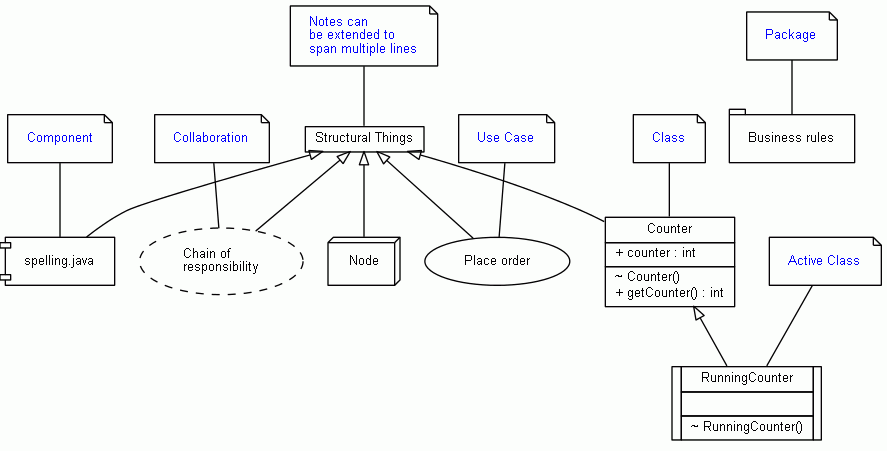 Notes can
be extended to
span multiple lines
Package
Component
Collaboration
Structural Things
Use Case
Class
Business rules
spelling.java
Chain of
responsibility
Node
Place order
Counter
+ counter : int
~ Counter()
+ getCounter() : int
Active Class
RunningCounter
~ RunningCounter()